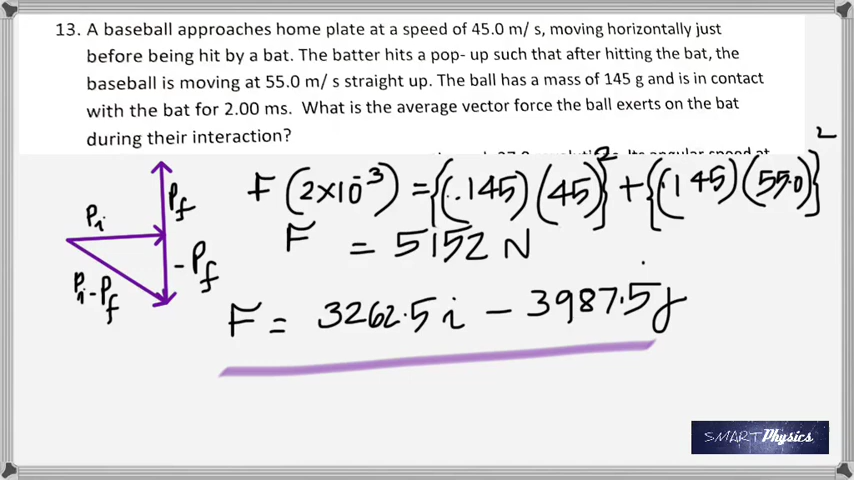 13. A baseball approaches home plate at a speed of 45.0 m/ s, moving horizontally just
before being hit by a bat. The batter hits a pop- up such that after hitting the bat, the
baseball is moving at 55.0 m/ s straight up. The ball has a mass of 145 g and is in contact
with the bat for 2.00 ms. What is the average vector force the ball exerts on the bat
during their interaction?
F (2×10⁻³) = {(.145)(45)}² + {(.145)(55.0)}²
Pi
Pf
F = 5152 N
-Pf
Pi-Pf
F = 3262.5 i - 3987.5 j
SMART Physics